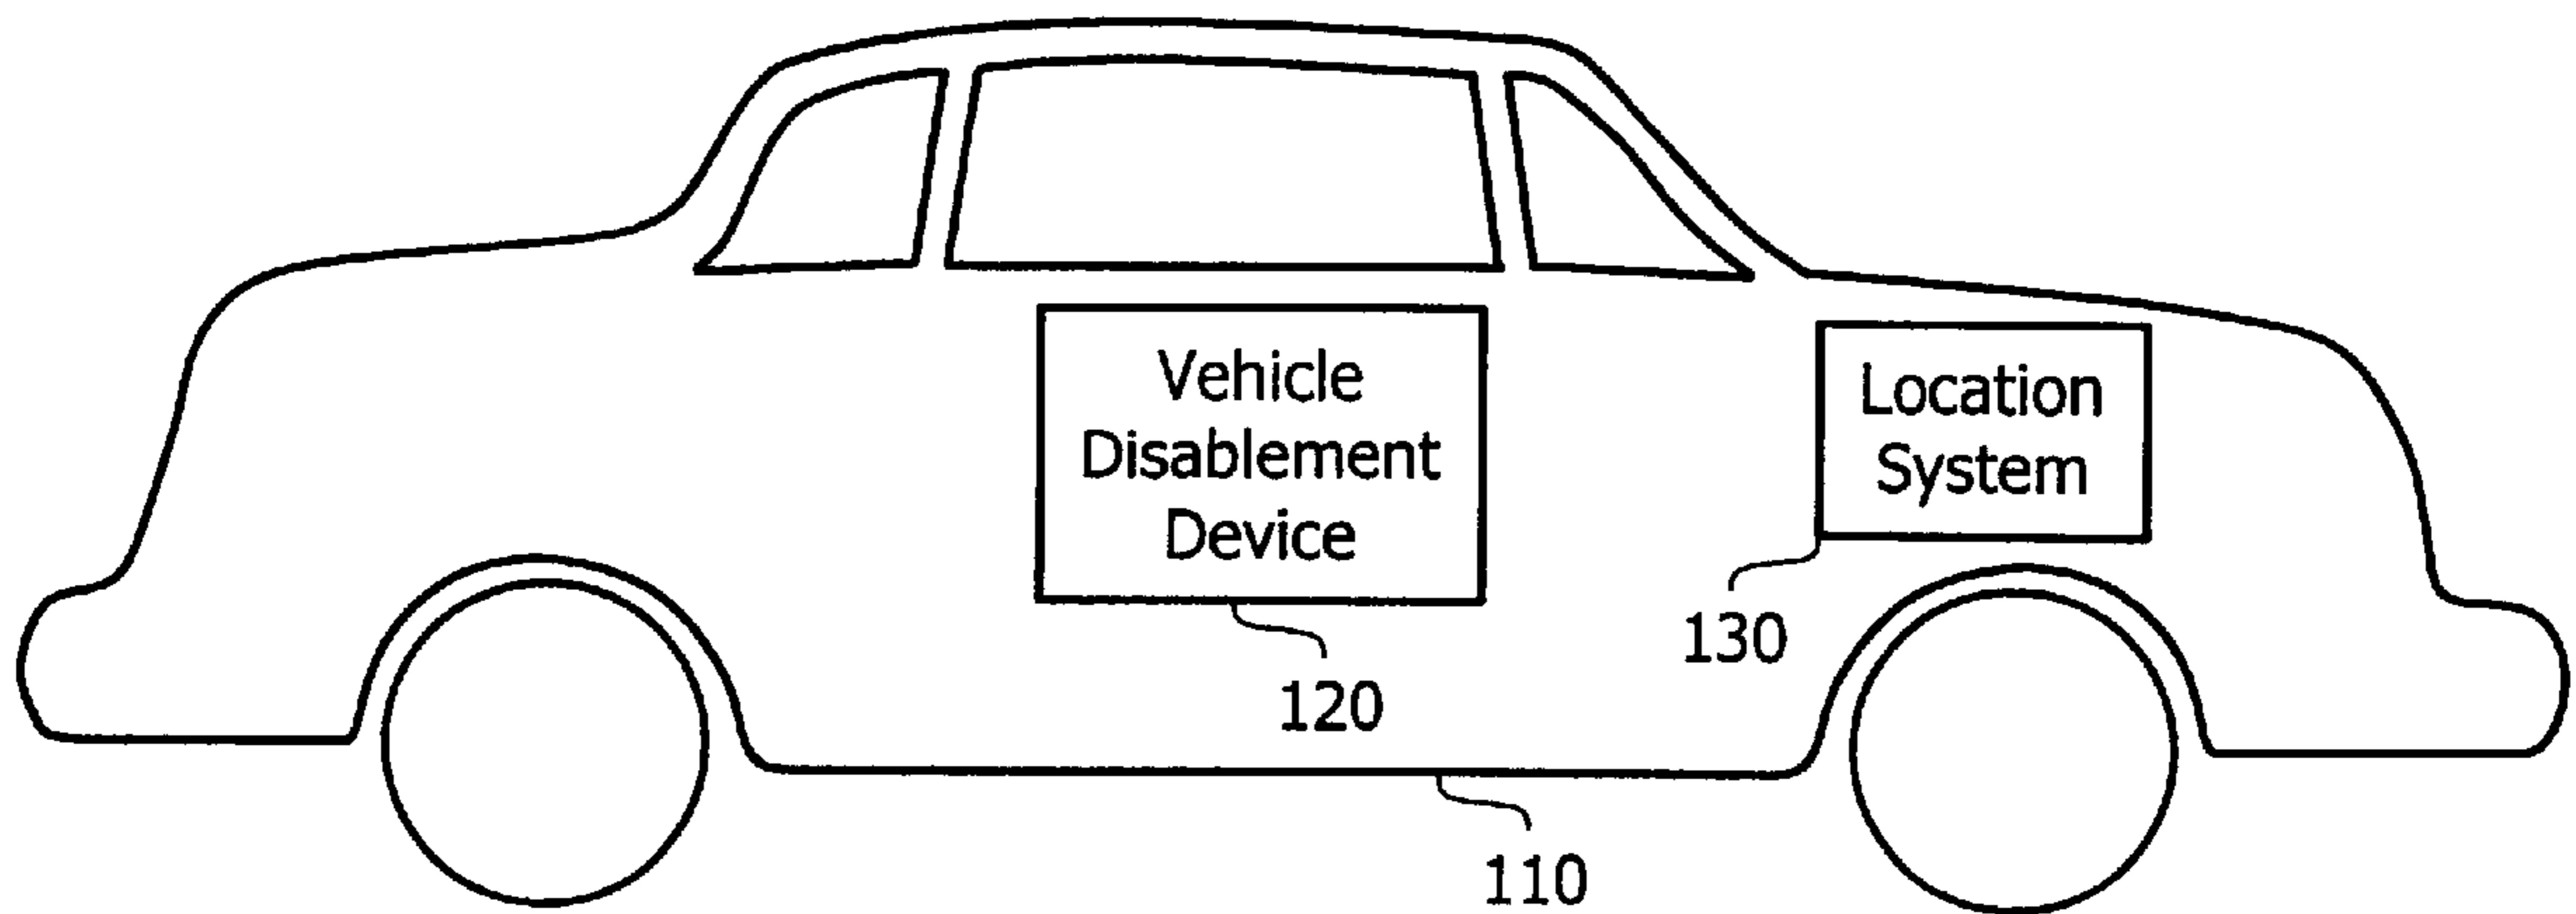 Vehicle
Disablement
Device
Location
System
130
120
110